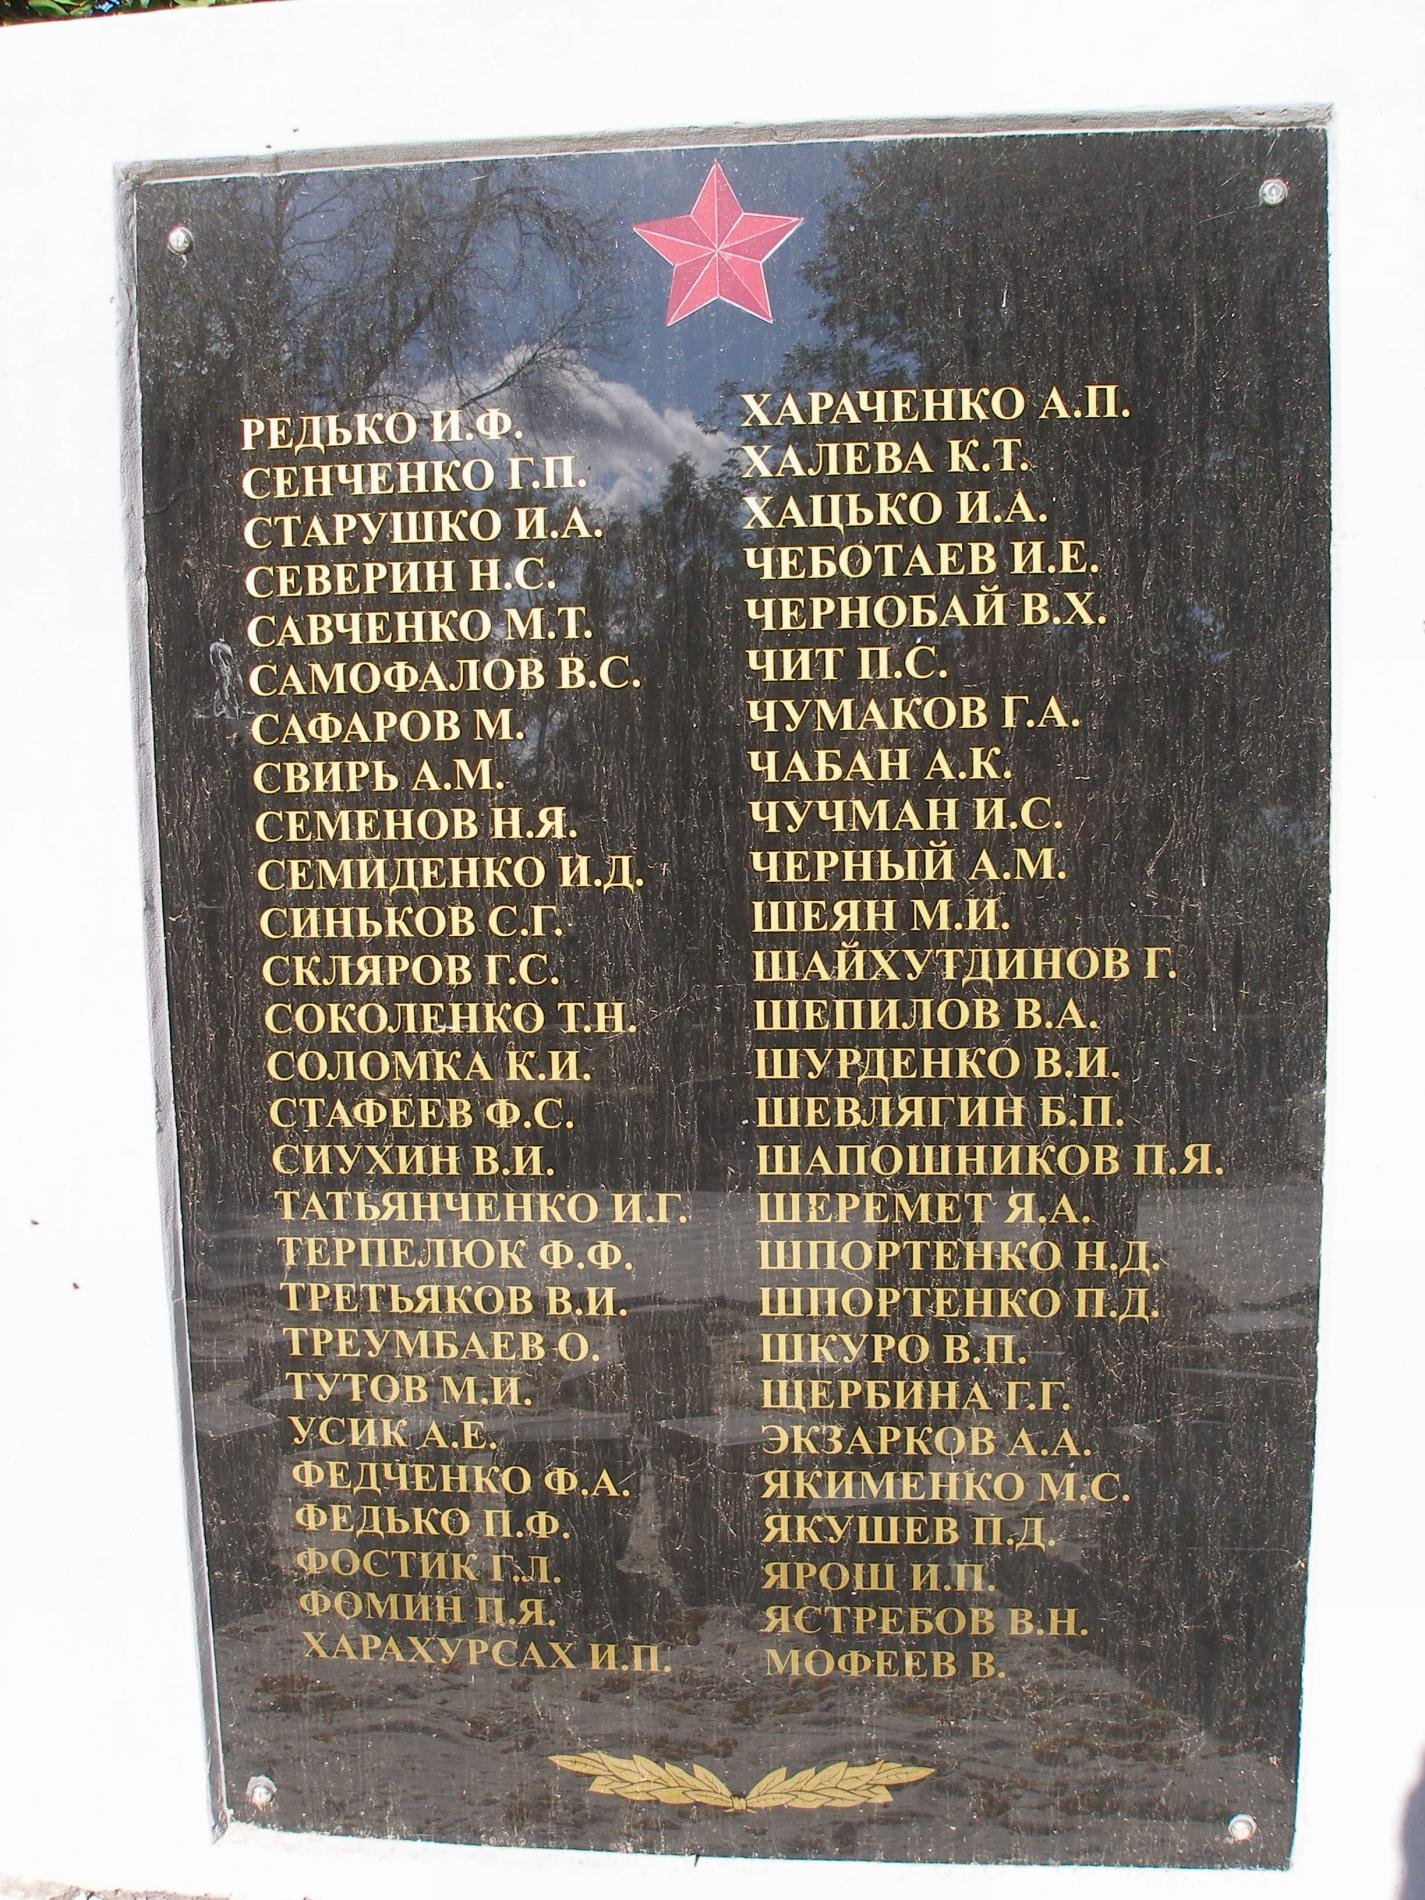 РЕДЬКО И.Ф.
СЕНЧЕНКО Г.П.
СТАРУШКО И.А.
СЕВЕРИН Н.С.
САВЧЕНКО М.Т.
САМОФАЛОВ В.С.
САФАРОВ М.
СВИРЬ А.М.
СЕМЕНОВ Н.Я.
СЕМИДЕНКО И.Д.
СИНЬКОВ С.Г.
СКЛЯРОВ Г.С.
СОКОЛЕНКО Т.Н.
СОЛОМКА К.И.
СТАФЕЕВ Ф.С.
СИУХИН В.И.
ТАТЬЯНЧЕНКО И.Г.
ТЕРПЕЛЮК Ф.Ф.
ТРЕТЬЯКОВ В.И.
ТРЕУМБАЕВ О.
ТУТОВ М.И.
УСИК А.Е.
ФЕДЧЕНКО Ф.А.
ФЕДЬКО П.Ф.
ФОСТИК Г.Л.
ФОМИН П.Я.
ХАРАХУРСАХ И.П.
ХАРАЧЕНКО А.П.
ХАЛЕВА К.Т.
ХАЦЬКО И.А.
ЧЕБОТАЕВ И.Е.
ЧЕРНОБАЙ В.Х.
ЧИТ П.С.
ЧУМАКОВ Г.А.
ЧАБАН А.К.
ЧУЧМАН И.С.
ЧЕРНЫЙ А.М.
ШЕЯН М.И.
ШАЙХУТДИНОВ Г.
ШЕПИЛОВ В.А.
ШУРДЕНКО В.И.
ШЕВЛЯГИН Б.П.
ШАПОШНИКОВ П.Я.
ШЕРЕМЕТ Я.А.
ШПОРТЕНКО Н.Д.
ШПОРТЕНКО П.Д.
ШКУРО В.П.
ЩЕРБИНА Г.Г.
ЭКЗАРКОВ А.А.
ЯКИМЕНКО М.С.
ЯКУШЕВ П.Д.
ЯРОШ И.П.
ЯСТРЕБОВ В.Н.
МОФЕЕВ В.